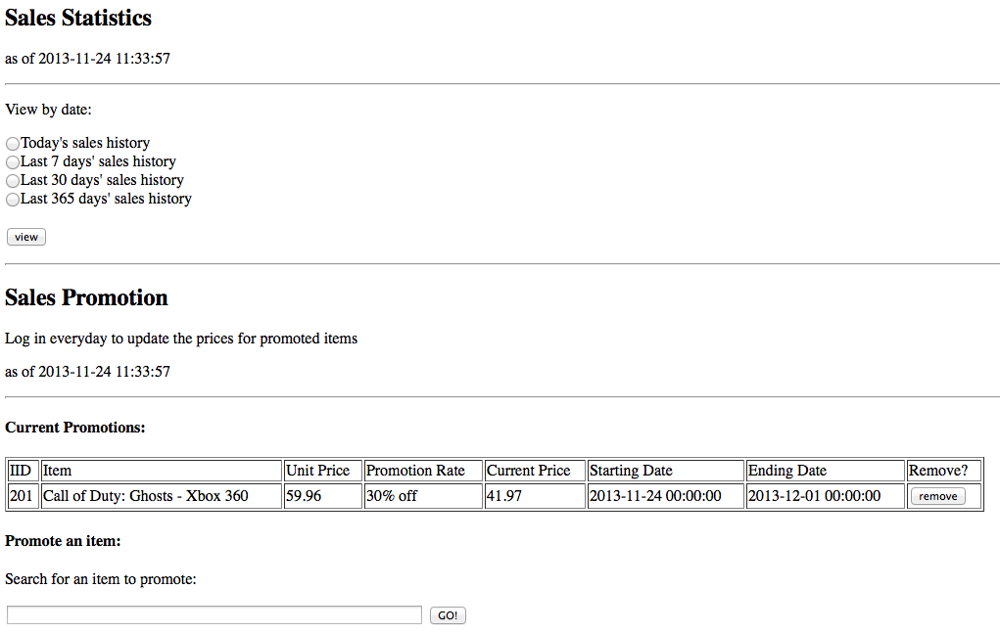 Sales Statistics
as of 2013-11-24 11:33:57
View by date:
Today's sales history
Last 7 days' sales history
Last 30 days' sales history
Last 365 days' sales history
view
Sales Promotion
Log in everyday to update the prices for promoted items
as of 2013-11-24 11:33:57
Current Promotions:
IID Item Unit Price Promotion Rate Current Price Starting Date Ending Date Remove?
201 Call of Duty: Ghosts - Xbox 360 59.96 30% off 41.97 2013-11-24 00:00:00 2013-12-01 00:00:00 remove
Promote an item:
Search for an item to promote:
GO!